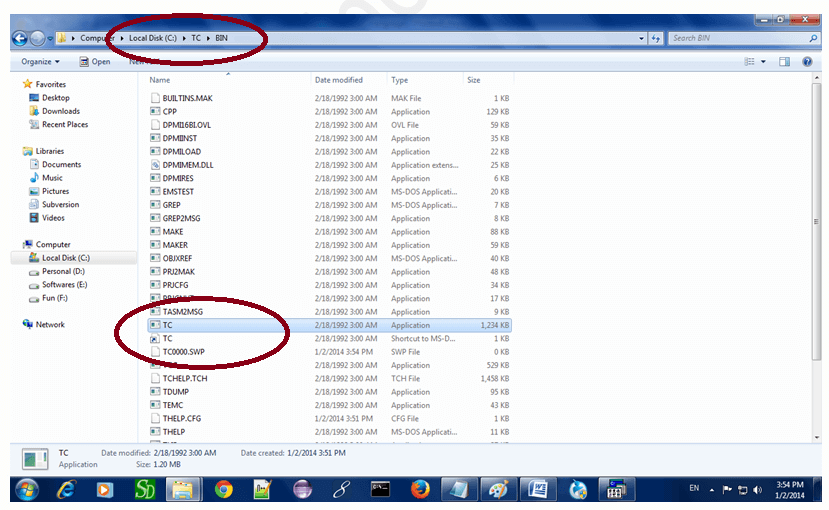 Computer ▸ Local Disk (C:) ▸ TC ▸ BIN
Search BIN
Organize Open
Name Date modified Type Size
Favorites
Desktop
Downloads
Recent Places
Libraries
Documents
Music
Pictures
Subversion
Videos
Computer
Local Disk (C:)
Personal (D:)
Softwares (E:)
Fun (F:)
Network
BUILTINS.MAK 2/18/1992 3:00 AM MAK File 1 KB
CPP 2/18/1992 3:00 AM Application 129 KB
DPMI16BI.OVL 2/18/1992 3:00 AM OVL File 59 KB
DPMIINST 2/18/1992 3:00 AM Application 35 KB
DPMILOAD 2/18/1992 3:00 AM Application 22 KB
DPMIMEM.DLL 2/18/1992 3:00 AM Application extens... 25 KB
DPMIRES 2/18/1992 3:00 AM Application 6 KB
EMSTEST 2/18/1992 3:00 AM MS-DOS Applicati... 20 KB
GREP 2/18/1992 3:00 AM MS-DOS Applicati... 7 KB
GREP2MSG 2/18/1992 3:00 AM Application 8 KB
MAKE 2/18/1992 3:00 AM Application 88 KB
MAKER 2/18/1992 3:00 AM Application 59 KB
OBJXREF 2/18/1992 3:00 AM MS-DOS Applicati... 40 KB
PRJ2MAK 2/18/1992 3:00 AM Application 48 KB
PRJCFG 2/18/1992 3:00 AM Application 34 KB
2/18/1992 3:00 AM Application 17 KB
TASM2MSG 2/18/1992 3:00 AM Application 9 KB
TC 2/18/1992 3:00 AM Application 1,234 KB
TC 2/18/1992 3:00 AM Shortcut to MS-D... 1 KB
TC0000.SWP 1/2/2014 3:54 PM SWP File 0 KB
2/18/1992 3:00 AM Application 529 KB
TCHELP.TCH 2/18/1992 3:00 AM TCH File 1,458 KB
TDUMP 2/18/1992 3:00 AM Application 95 KB
TEMC 2/18/1992 3:00 AM Application 43 KB
THELP.CFG 1/2/2014 3:51 PM CFG File 1 KB
THELP 2/18/1992 3:00 AM MS-DOS Applicati... 11 KB
TC Date modified: 2/18/1992 3:00 AM Date created: 1/2/2014 3:51 PM
Application Size: 1.20 MB
SD
EN
3:54 PM
1/2/2014